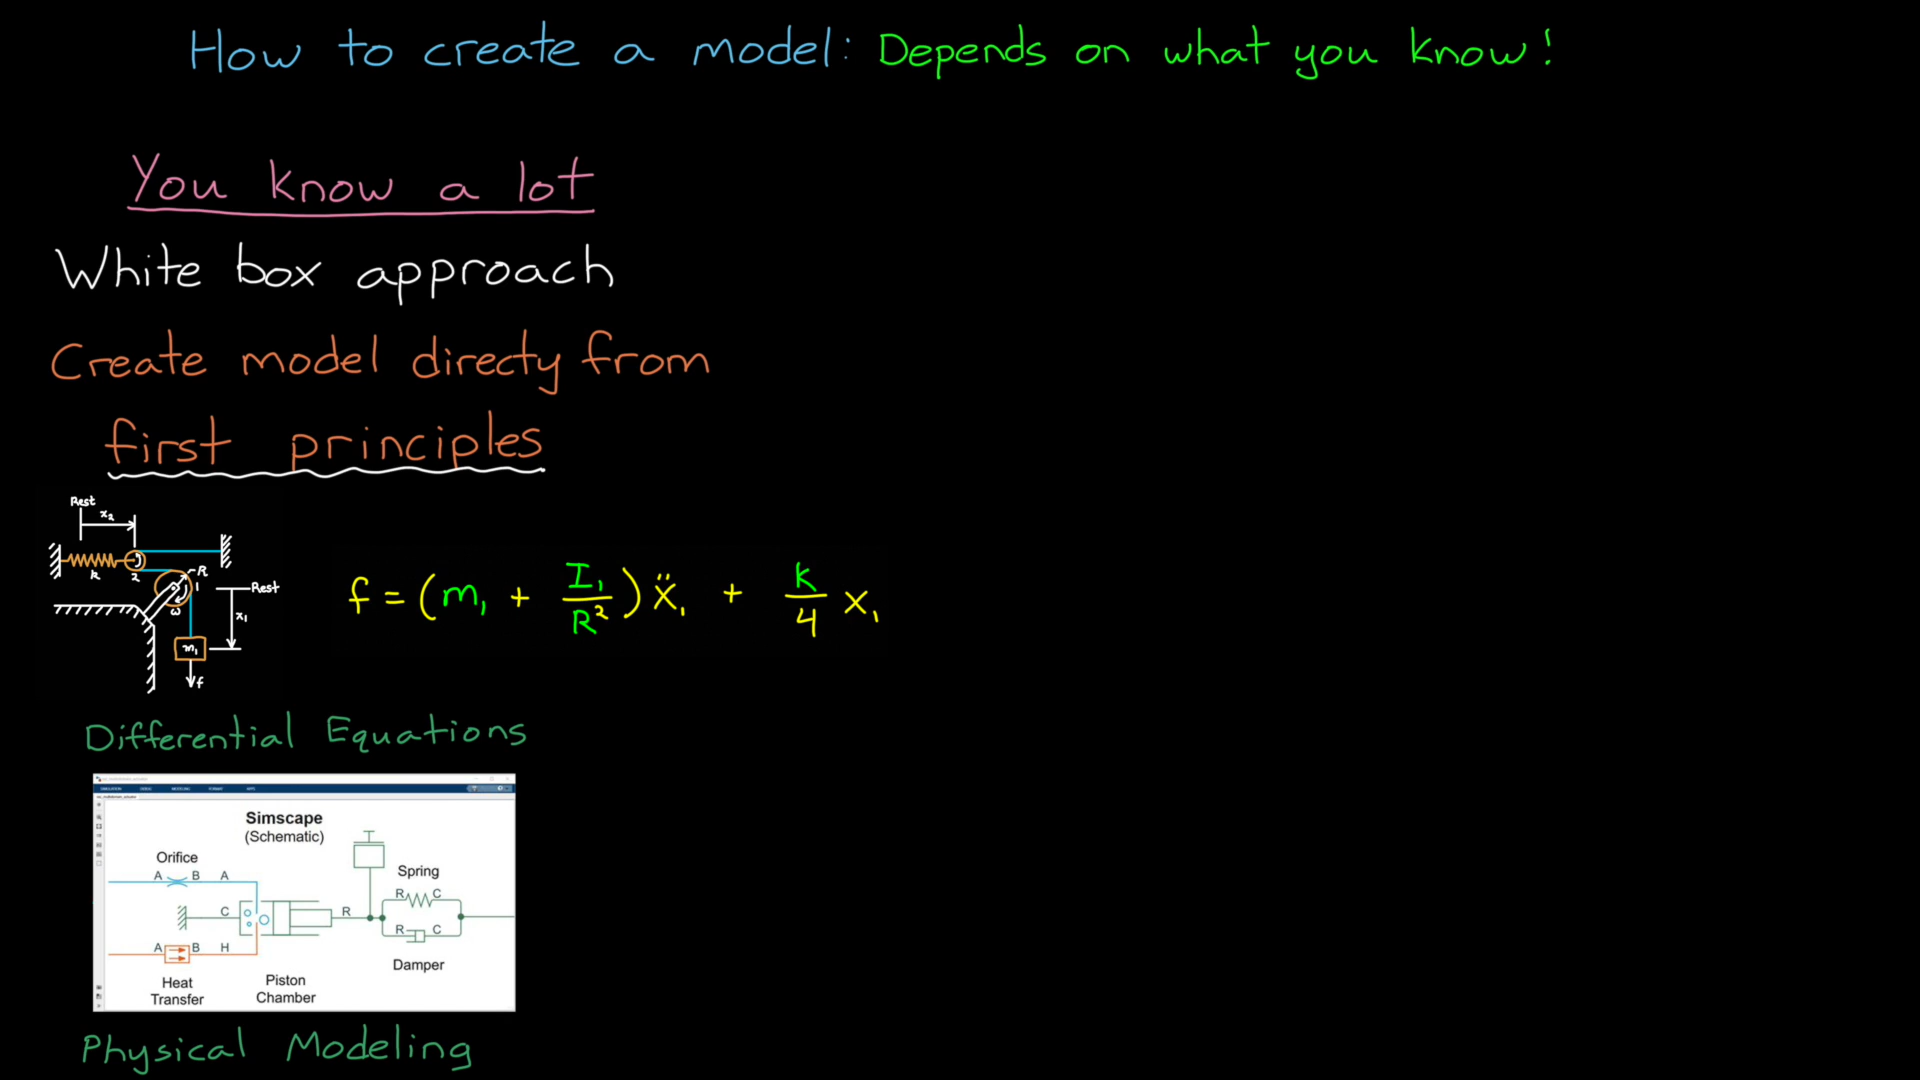 How to create a model: Depends on what you know!
You know a lot
White box approach
Create model directy from
first principles
Rest
x₂
k
2
R
1
ω
Rest
x₁
m₁
f
f = (m₁ + I₁/R²) ẍ₁ + K/4 x₁
Differential Equations
Simscape
(Schematic)
Orifice
A B A
Spring
R C
C R
R C
A B H
Damper
Heat
Transfer
Piston
Chamber
Physical Modeling